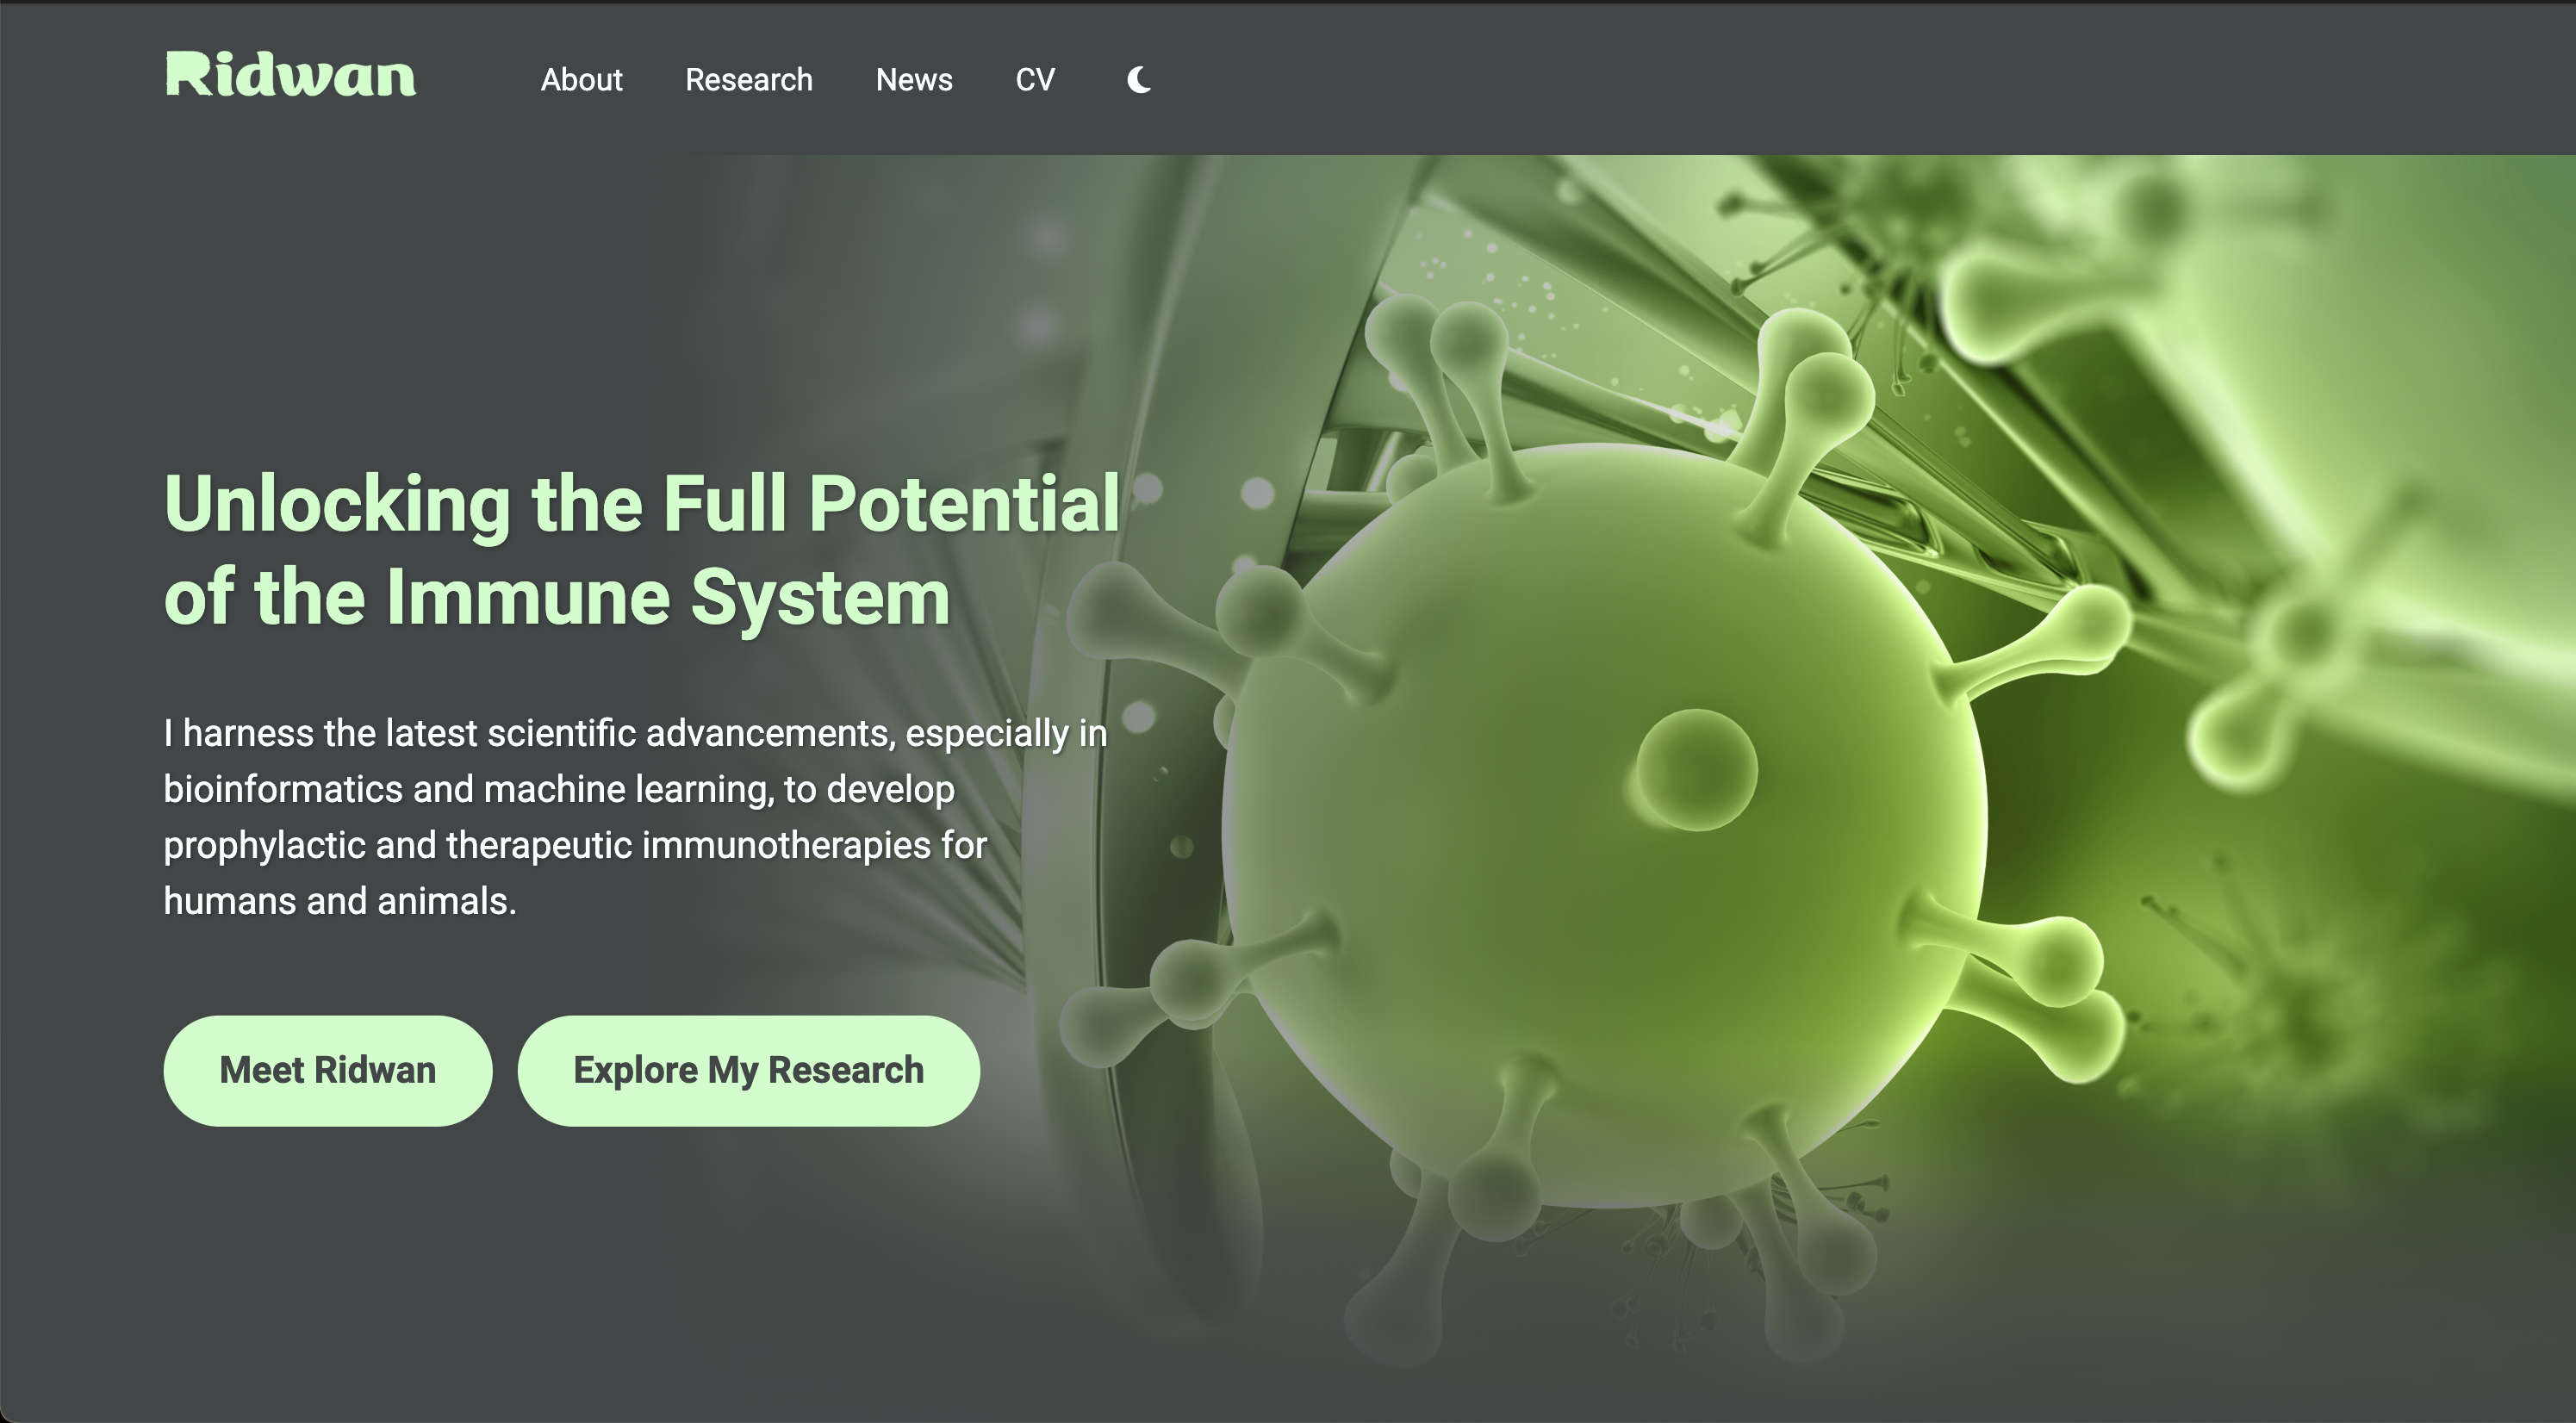 Ridwan
About
Research
News
CV
Unlocking the Full Potential
of the Immune System
I harness the latest scientific advancements, especially in
bioinformatics and machine learning, to develop
prophylactic and therapeutic immunotherapies for
humans and animals.
Meet Ridwan
Explore My Research